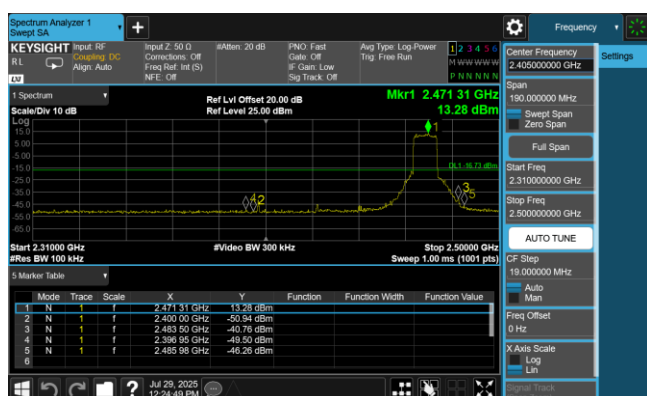 Spectrum Analyzer 1
Swept SA
Frequency
KEYSIGHT
RL
Input: RF
Coupling: DC
Align: Auto
Input Z: 50 Ω
Corrections: Off
Freq Ref: Int (S)
NFE: Off
#Atten: 20 dB
PNO: Fast
Gate: Off
IF Gain: Low
Sig Track: Off
Avg Type: Log-Power
Trig: Free Run
1 2 3 4 5 6
M W W W W W
P N N N N N
Center Frequency
2.405000000 GHz
Settings
Span
190.000000 MHz
Swept Span
Zero Span
Full Span
Start Freq
2.310000000 GHz
Stop Freq
2.500000000 GHz
AUTO TUNE
CF Step
19.000000 MHz
Auto
Man
Freq Offset
0 Hz
X Axis Scale
Log
Lin
Signal Track
1 Spectrum
Scale/Div 10 dB
Ref Lvl Offset 20.00 dB
Ref Level 25.00 dBm
Mkr1 2.471 31 GHz
13.28 dBm
Log
15.0
5.00
-5.00
-15.0
-25.0
-35.0
-45.0
-55.0
-65.0
DL1 -16.73 dBm
1
4 2
3
5
Start 2.31000 GHz
#Res BW 100 kHz
#Video BW 300 kHz
Stop 2.50000 GHz
Sweep 1.00 ms (1001 pts)
5 Marker Table
Mode Trace Scale X Y Function Function Width Function Value
1 N 1 f 2.471 31 GHz 13.28 dBm
2 N 1 f 2.400 00 GHz -50.94 dBm
3 N 1 f 2.483 50 GHz -40.76 dBm
4 N 1 f 2.396 95 GHz -49.50 dBm
5 N 1 f 2.485 98 GHz -46.26 dBm
6
?
Jul 29, 2025
12:24:49 PM